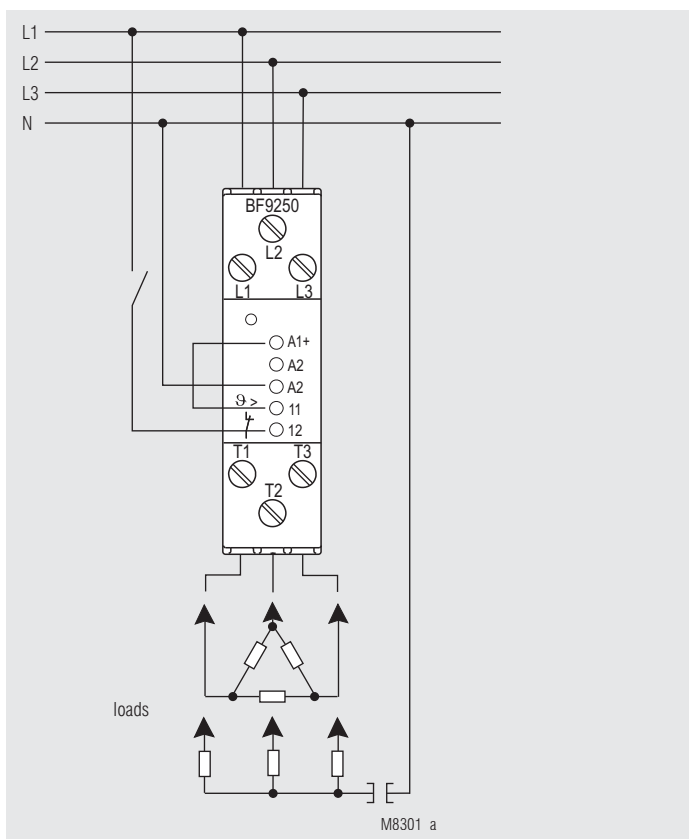 L1
L2
L3
N
BF9250
L2
L1 L3
A1+
A2
A2
ϑ > 11
12
T1 T3
T2
loads
M8301 a